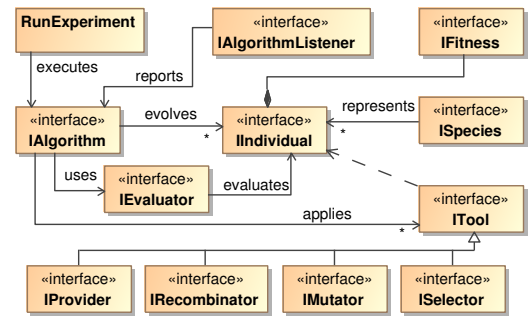 RunExperiment
«interface»
IAlgorithmListener
«interface»
IFitness
executes
reports
«interface»
IAlgorithm
evolves
*
«interface»
IIndividual
represents
*
«interface»
ISpecies
uses
«interface»
IEvaluator
evaluates
applies
*
«interface»
ITool
«interface»
IProvider
«interface»
IRecombinator
«interface»
IMutator
«interface»
ISelector